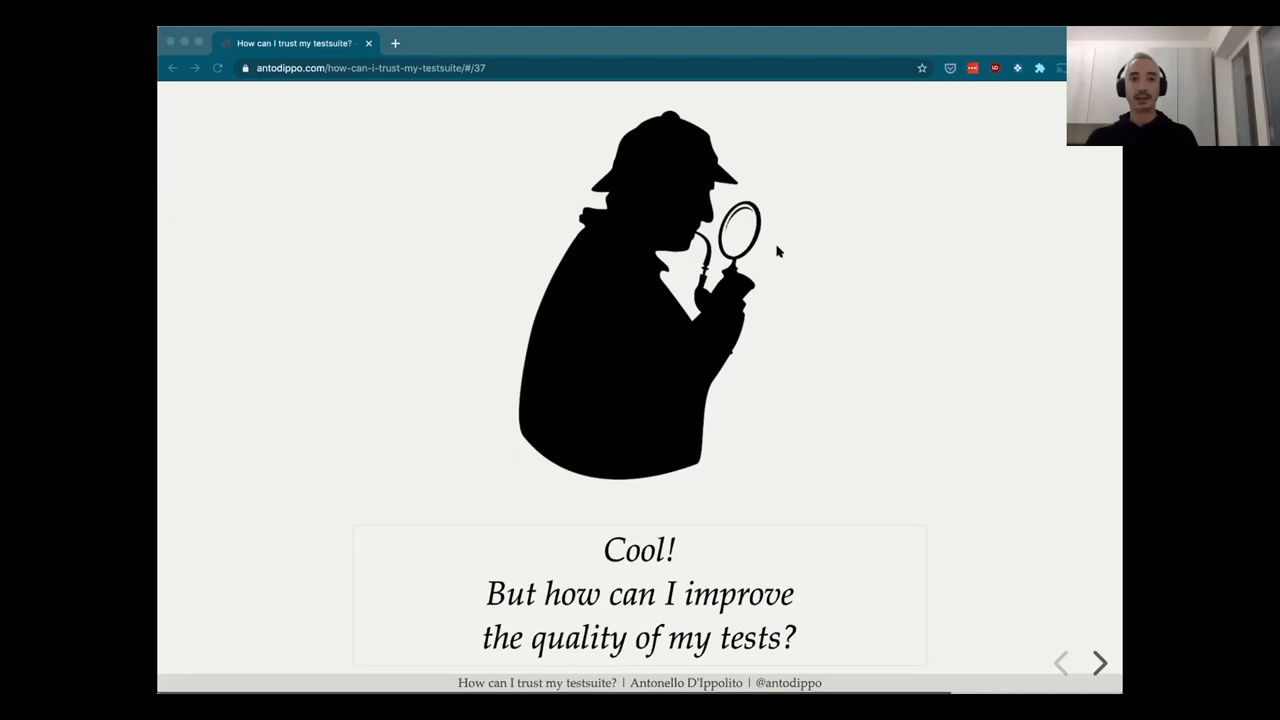 How can I trust my testsuite?
antodippo.com/how-can-i-trust-my-testsuite/#/37
Cool!
But how can I improve
the quality of my tests?
How can I trust my testsuite? | Antonello D'Ippolito | @antodippo